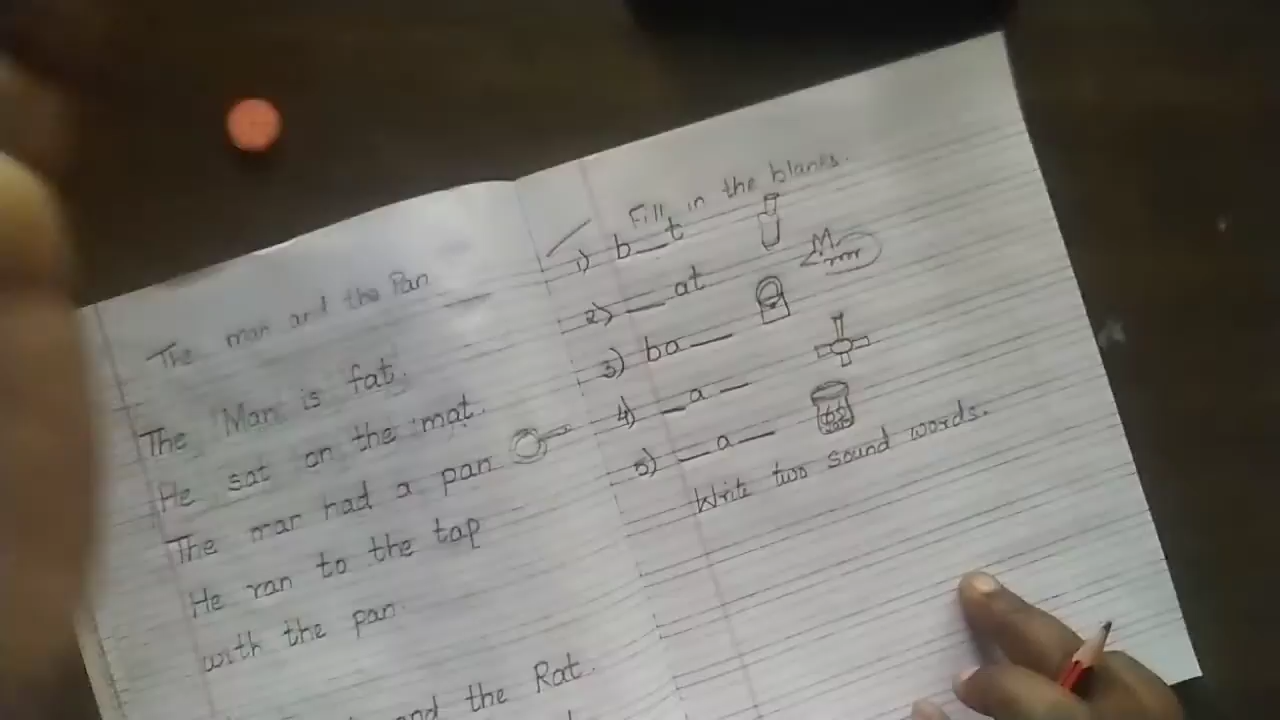 The man and the Pan
The Man is fat.
He sat on the mat.
The man had a pan
He ran to the tap
with the pan.
and the Rat.
Fill in the blanks.
1) b__t
2) __at
3) ba__
4) _a_
5) _a_
Write two sound words.